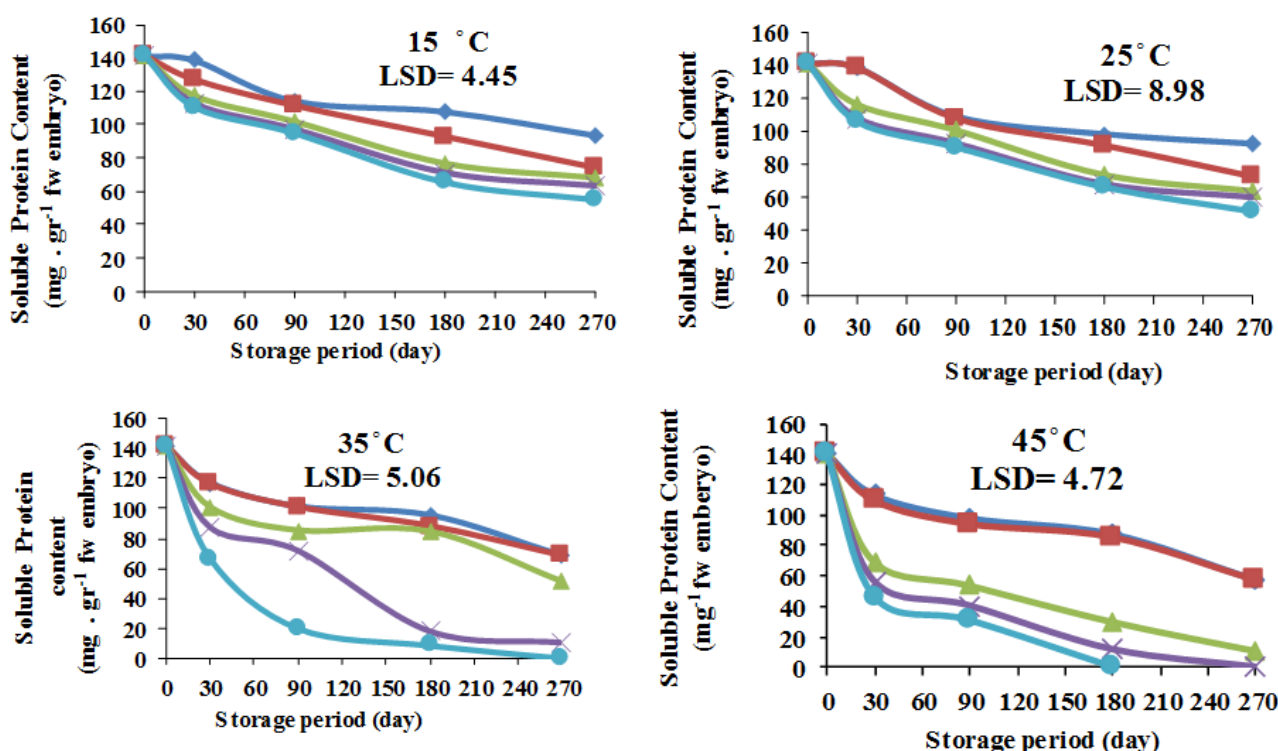 15 ˚C
LSD= 4.45
Soluble Protein Content
(mg . gr-1 fw embryo)
160
140
120
100
80
60
40
20
0
0 30 60 90 120 150 180 210 240 270
Storage period (day)
25˚C
LSD= 8.98
Soluble Protein Content
(mg . gr-1 fw embryo)
160
140
120
100
80
60
40
20
0
0 30 60 90 120 150 180 210 240 270
Storage period (day)
35˚C
LSD= 5.06
Soluble Protein
content
(mg . gr-1 fw embryo)
160
140
120
100
80
60
40
20
0
0 30 60 90 120 150 180 210 240 270
Storage period (day)
45˚C
LSD= 4.72
Soluble Protein Content
(mg-1 fw emberyo)
160
140
120
100
80
60
40
20
0
0 30 60 90 120 150 180 210 240 270
Storage period (day)